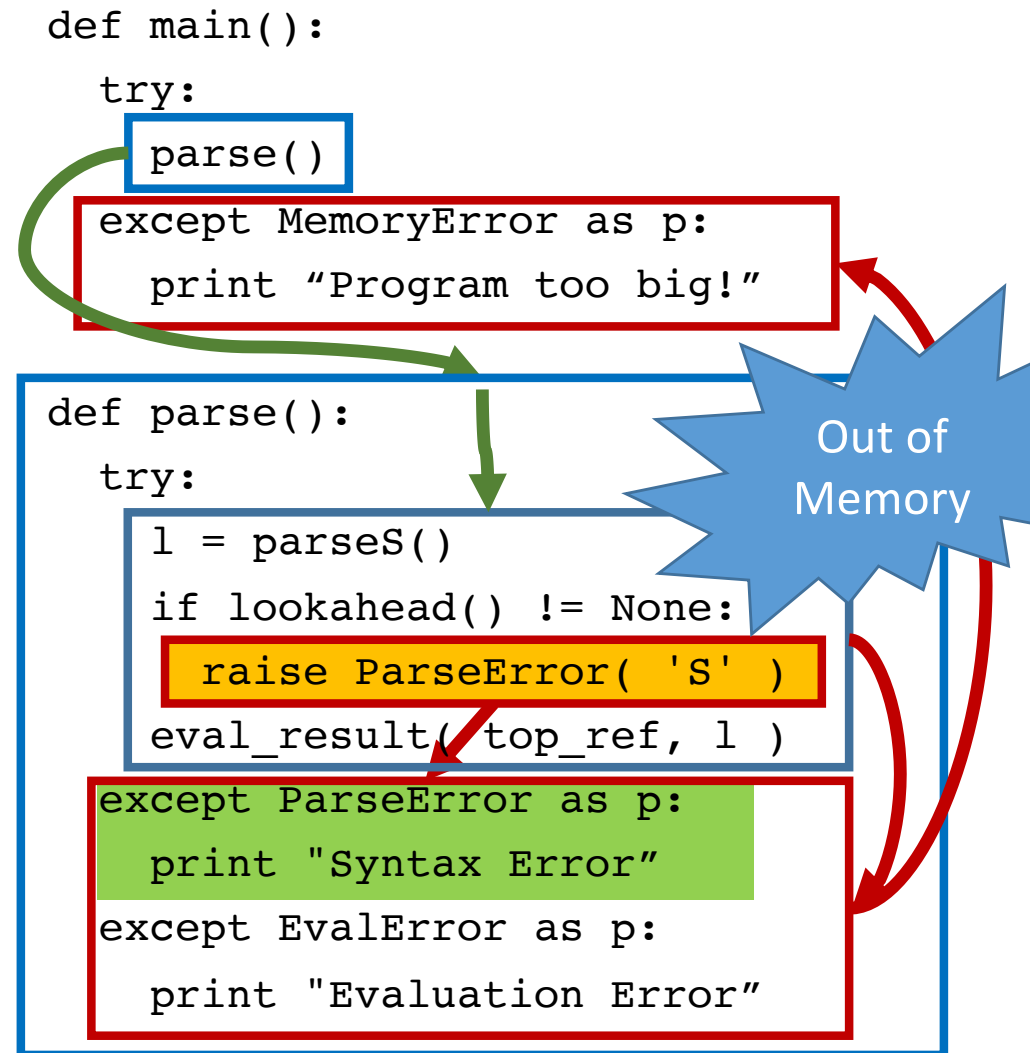 def main():
try:
parse()
except MemoryError as p:
print “Program too big!”
def parse():
try:
l = parseS()
if lookahead() != None:
raise ParseError( 'S' )
eval_result( top_ref, l )
except ParseError as p:
print "Syntax Error”
except EvalError as p:
print "Evaluation Error”
Out of
Memory